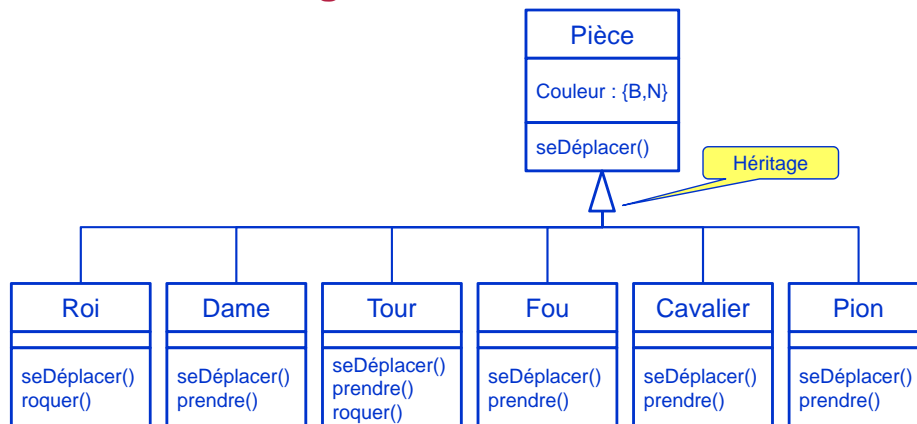 Pièce
Couleur : {B,N}
seDéplacer()
Héritage
Roi
seDéplacer()
roquer()
Dame
seDéplacer()
prendre()
Tour
seDéplacer()
prendre()
roquer()
Fou
seDéplacer()
prendre()
Cavalier
seDéplacer()
prendre()
Pion
seDéplacer()
prendre()